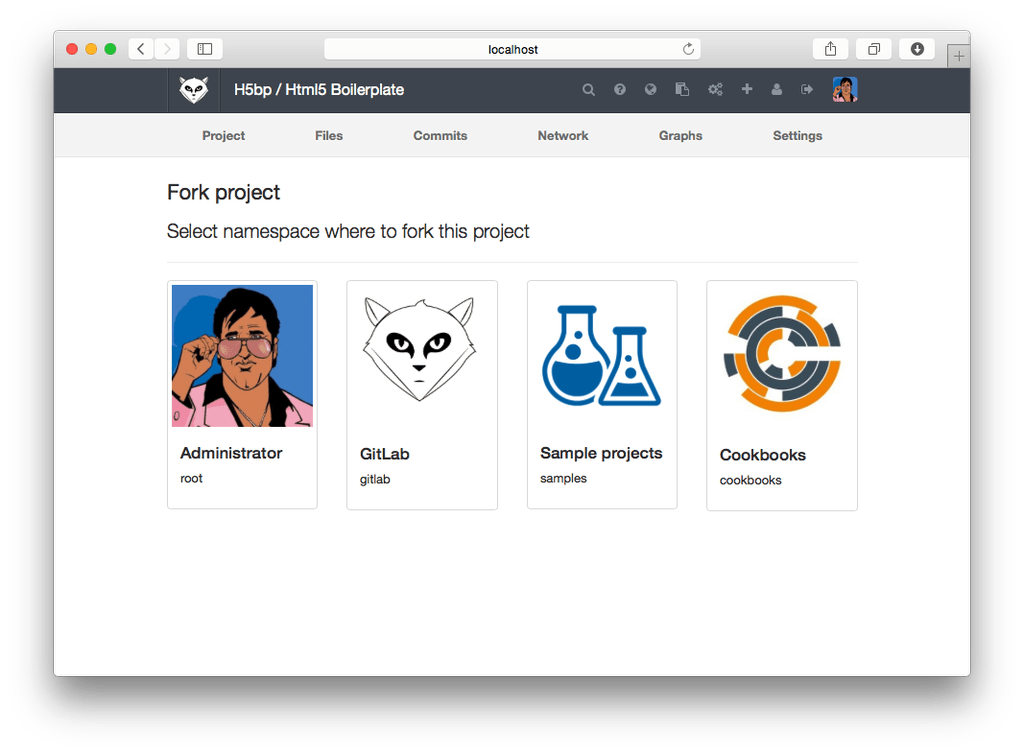 localhost
H5bp / Html5 Boilerplate
Project Files Commits Network Graphs Settings
Fork project
Select namespace where to fork this project
Administrator
root
GitLab
gitlab
Sample projects
samples
Cookbooks
cookbooks